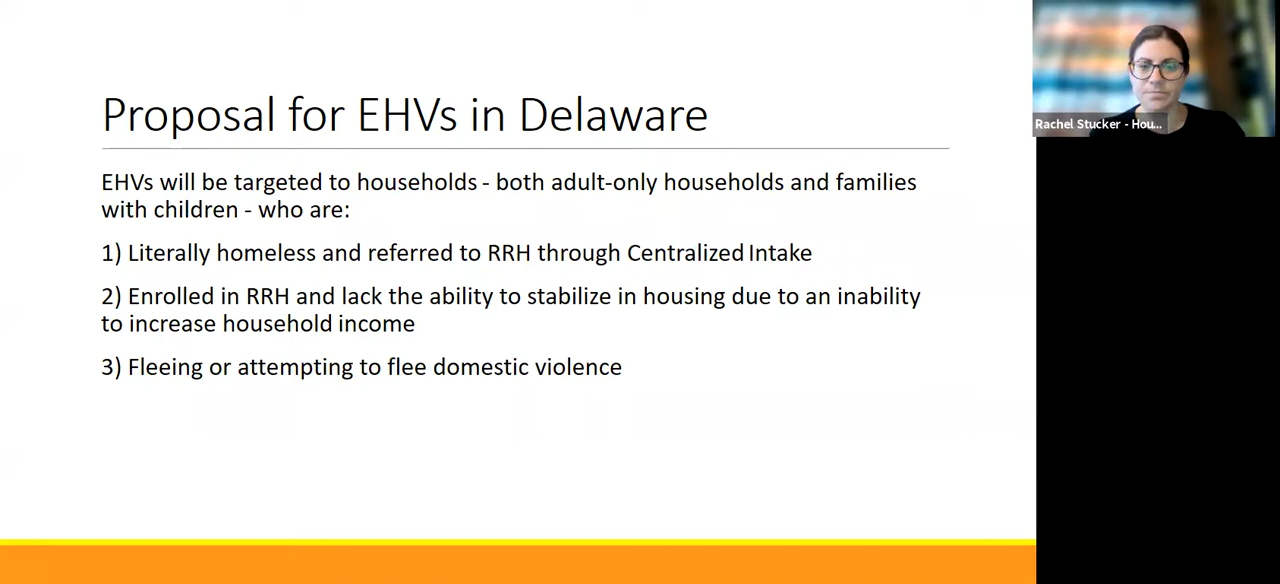 Proposal for EHVs in Delaware
EHVs will be targeted to households - both adult-only households and families
with children - who are:
1) Literally homeless and referred to RRH through Centralized Intake
2) Enrolled in RRH and lack the ability to stabilize in housing due to an inability
to increase household income
3) Fleeing or attempting to flee domestic violence
Rachel Stucker - Hou...